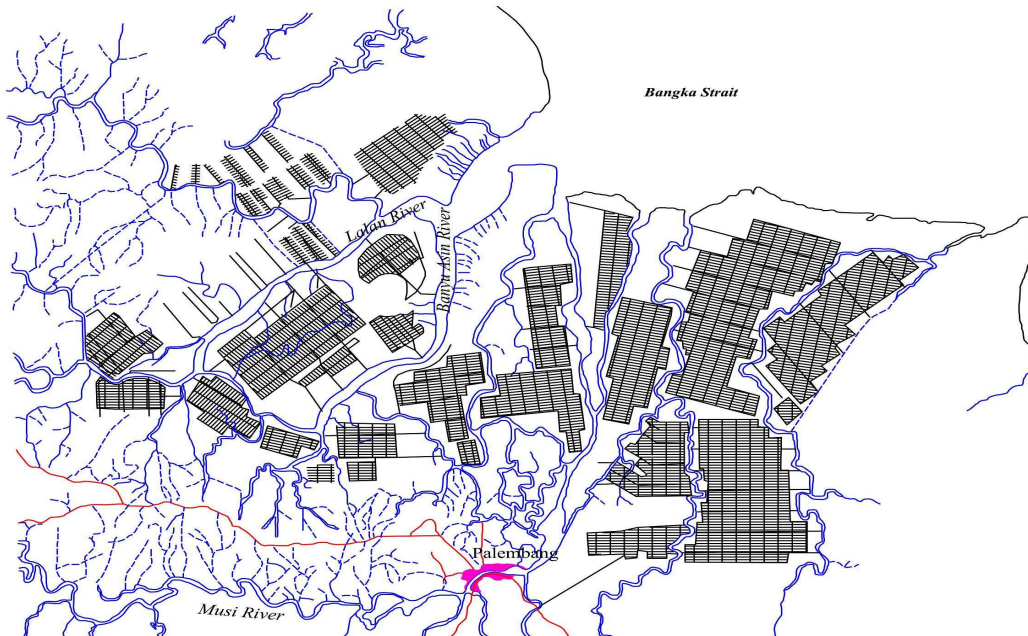 Bangka Strait
Lalan River
Banyu Asin River
Palembang
Musi River